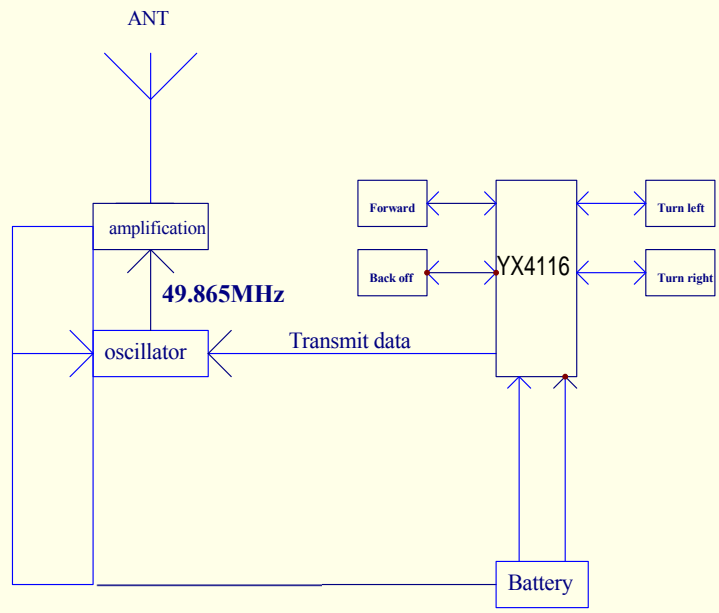 ANT
amplification
49.865MHz
oscillator
Transmit data
Forward
Back off
YX4116
Turn left
Turn right
Battery